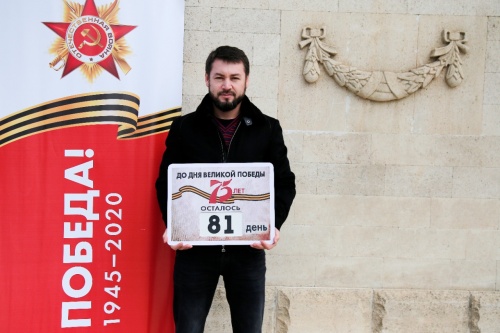 ОТЕЧЕСТВЕННАЯ ВОЙНА
ПОБЕДА!
1945–2020
ДО ДНЯ ВЕЛИКОЙ ПОБЕДЫ
75 ЛЕТ
ОСТАЛОСЬ
81 день